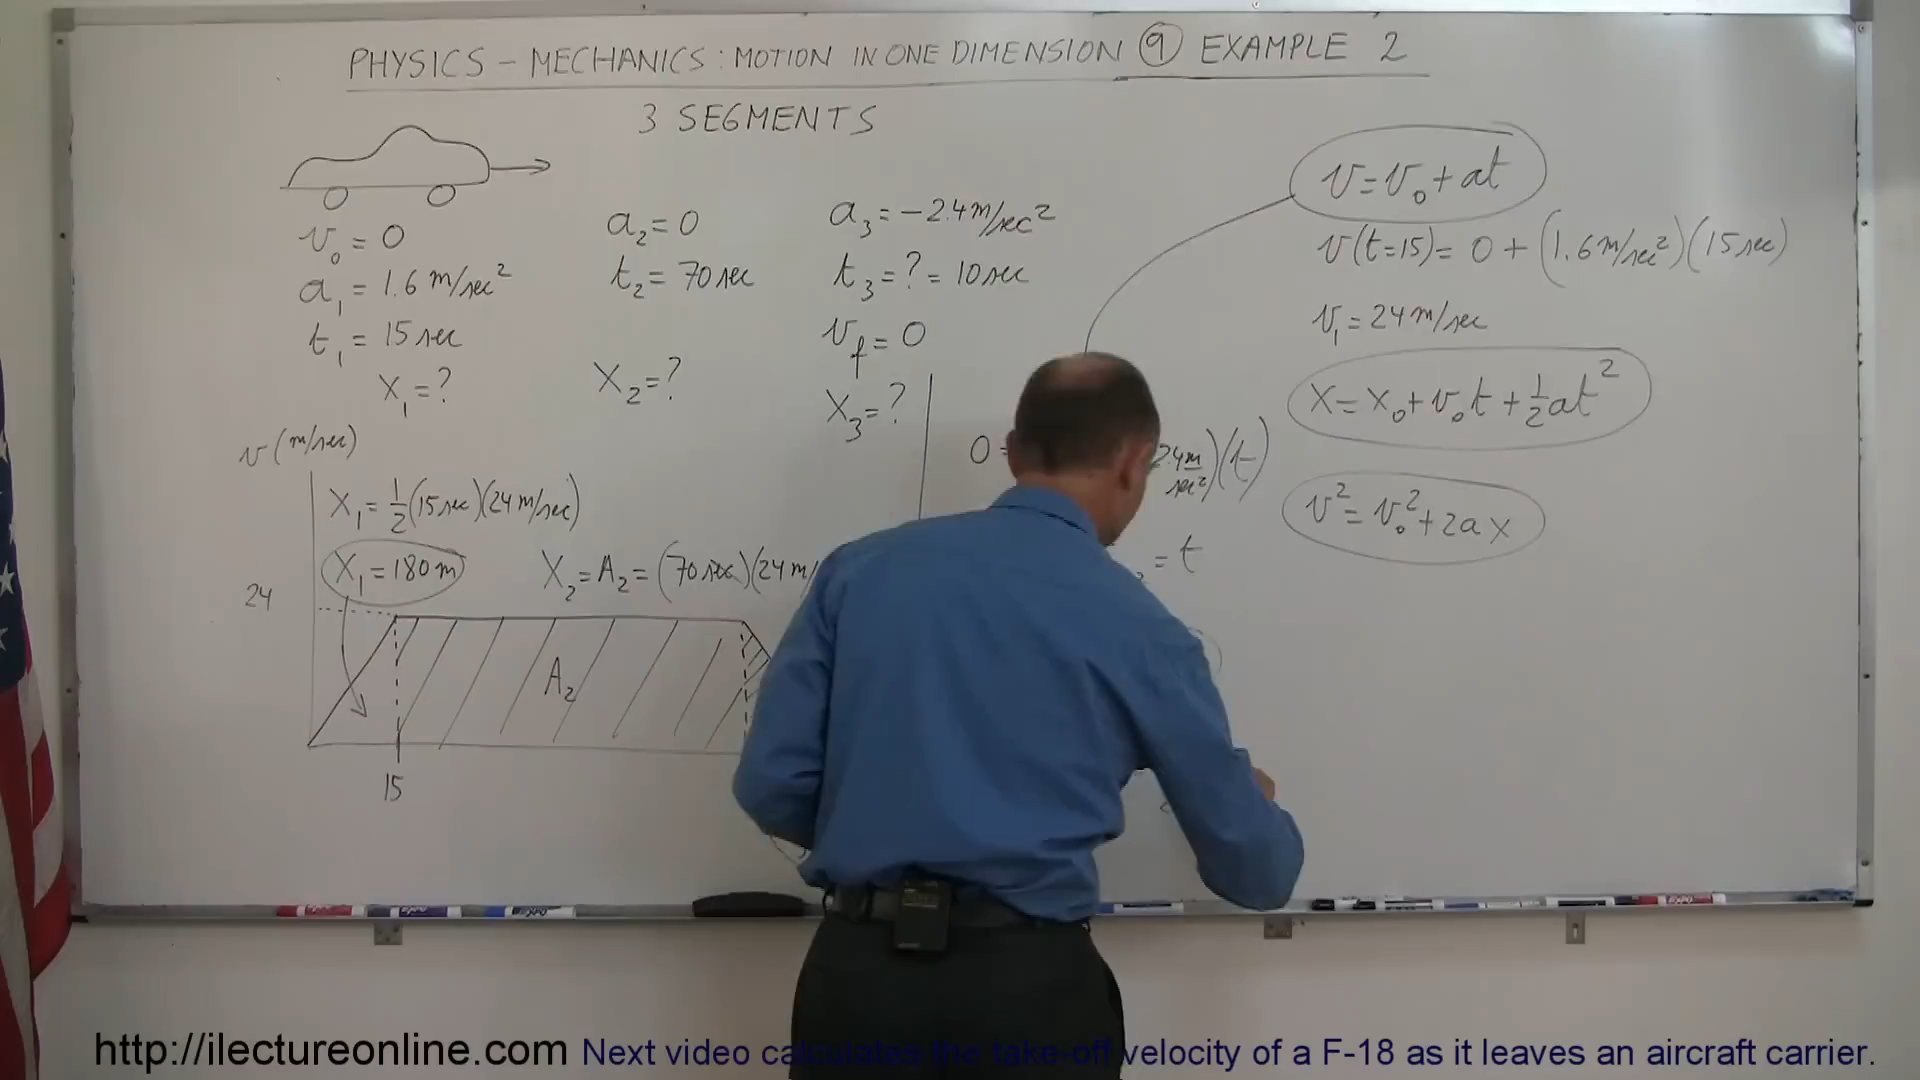 PHYSICS – MECHANICS: MOTION IN ONE DIMENSION ⑨ EXAMPLE 2
3 SEGMENTS
v₀ = 0
a₁ = 1.6 m/sec²
t₁ = 15 sec
x₁ = ?
a₂ = 0
t₂ = 70 sec
x₂ = ?
a₃ = -2.4 m/sec²
t₃ = ? = 10 sec
v_f = 0
x₃ = ?
v = v₀ + at
v(t=15) = 0 + (1.6 m/sec²)(15 sec)
v₁ = 24 m/sec
x = x₀ + v₀t + ½at²
v² = v₀² + 2ax
v (m/sec)
x₁ = ½(15 sec)(24 m/sec)
x₁ = 180 m
x₂ = A₂ = (70 sec)(24 m/
24
A₂
15
0 =
2.4 m/sec²)(t)
= t
http://ilectureonline.com Next video calculates the take-off velocity of a F-18 as it leaves an aircraft carrier.